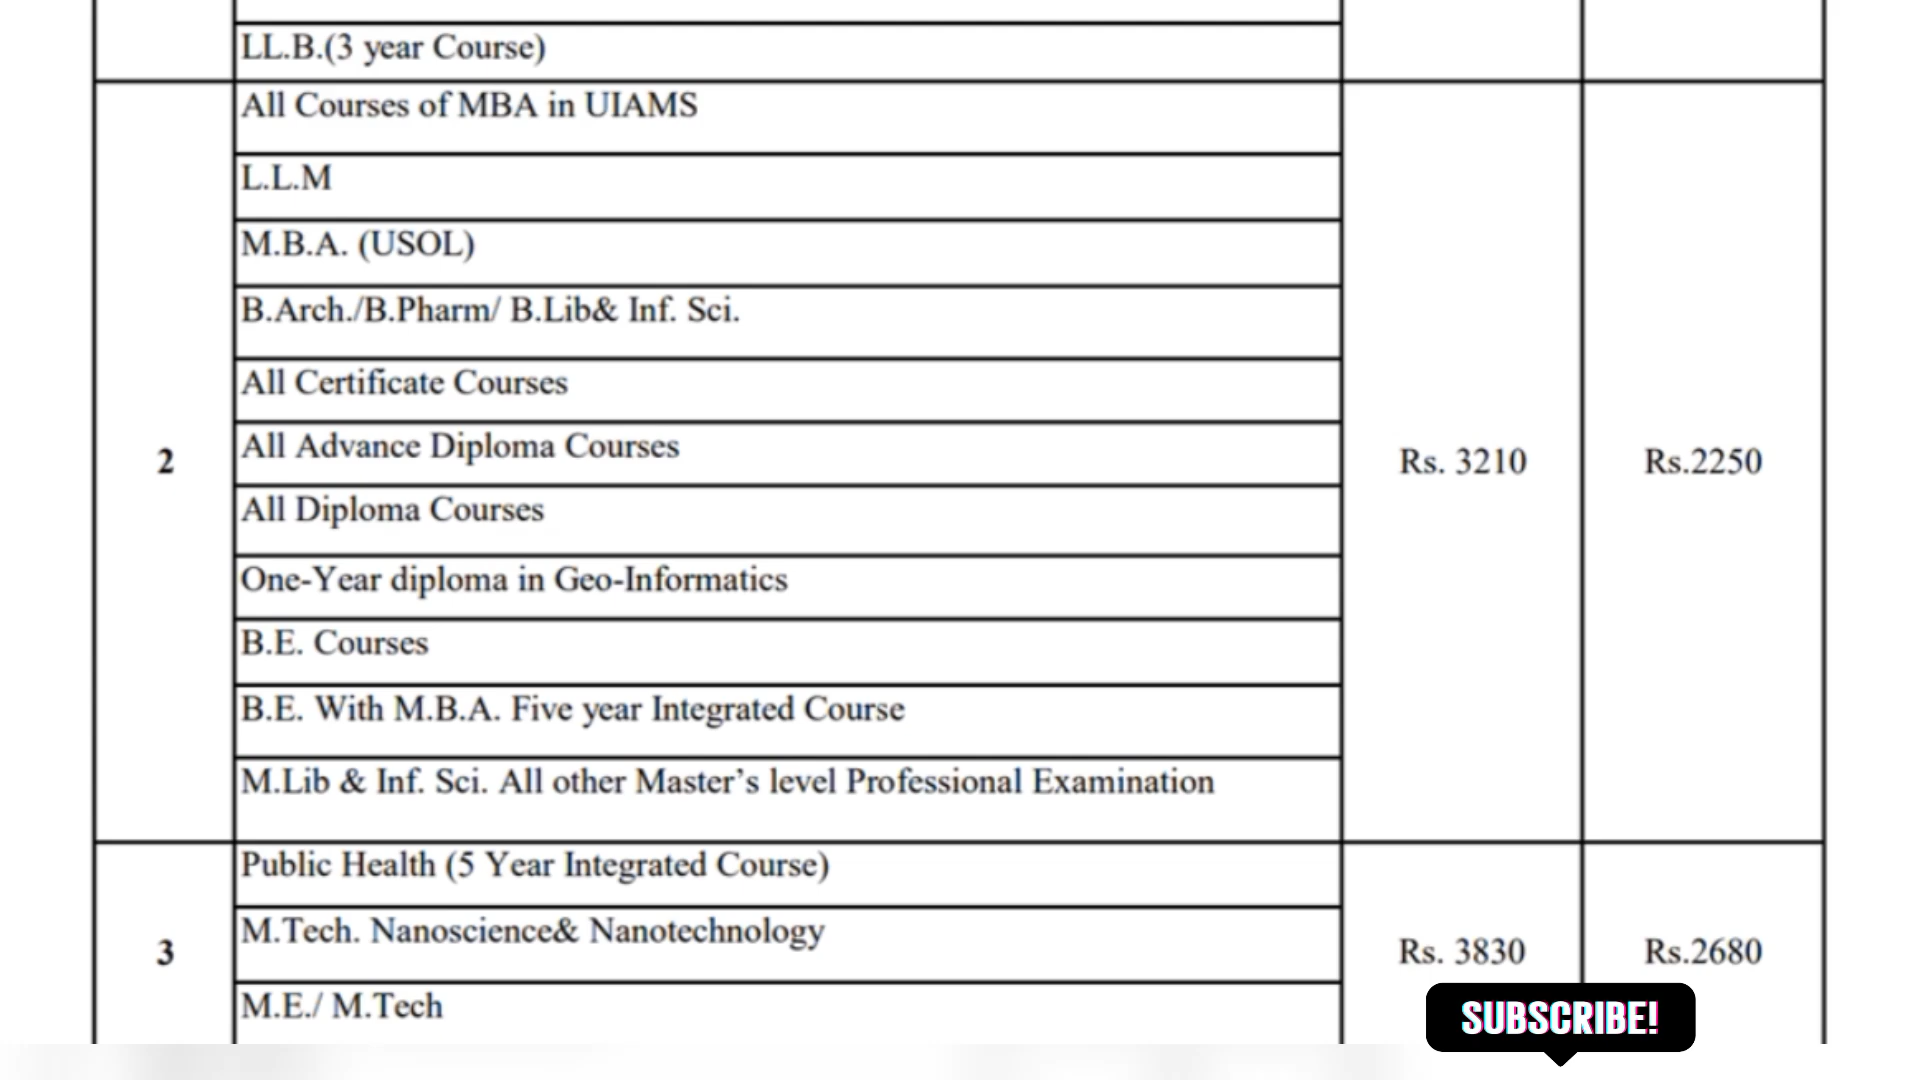 LL.B.(3 year Course)
All Courses of MBA in UIAMS
L.L.M
M.B.A. (USOL)
B.Arch./B.Pharm/ B.Lib& Inf. Sci.
All Certificate Courses
All Advance Diploma Courses
2
Rs. 3210
Rs.2250
All Diploma Courses
One-Year diploma in Geo-Informatics
B.E. Courses
B.E. With M.B.A. Five year Integrated Course
M.Lib & Inf. Sci. All other Master’s level Professional Examination
Public Health (5 Year Integrated Course)
M.Tech. Nanoscience& Nanotechnology
3
Rs. 3830
Rs.2680
M.E./ M.Tech
SUBSCRIBE!